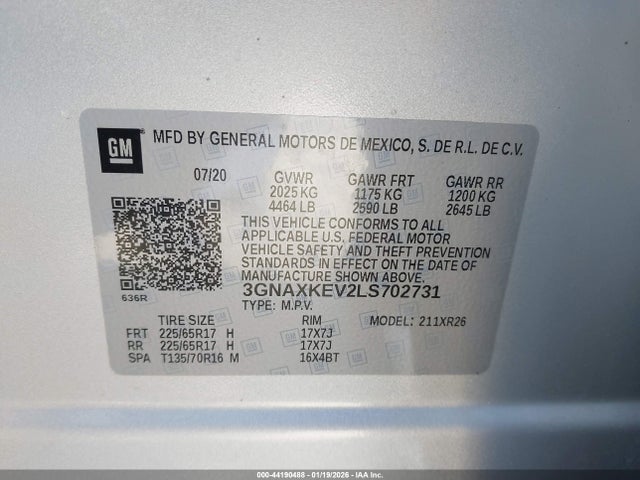 GM
MFD BY GENERAL MOTORS DE MEXICO, S. DE R.L. DE C.V.
07/20 GVWR GAWR FRT GAWR RR
2025 KG 1175 KG 1200 KG
4464 LB 2590 LB 2645 LB
THIS VEHICLE CONFORMS TO ALL
APPLICABLE U.S. FEDERAL MOTOR
VEHICLE SAFETY AND THEFT PREVENTION
STANDARDS IN EFFECT ON THE DATE OF
MANUFACTURE SHOWN ABOVE.
636R
3GNAXKEV2LS702731
TYPE: M.P.V.
TIRE SIZE RIM MODEL: 211XR26
FRT 225/65R17 H 17X7J
RR 225/65R17 H 17X7J
SPA T135/70R16 M 16X4BT
000-44190488 - 01/19/2026 - IAA Inc.